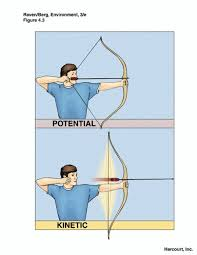 Raven/Berg, Environment, 3/e
Figure 4.3
POTENTIAL
KINETIC
Harcourt, Inc.